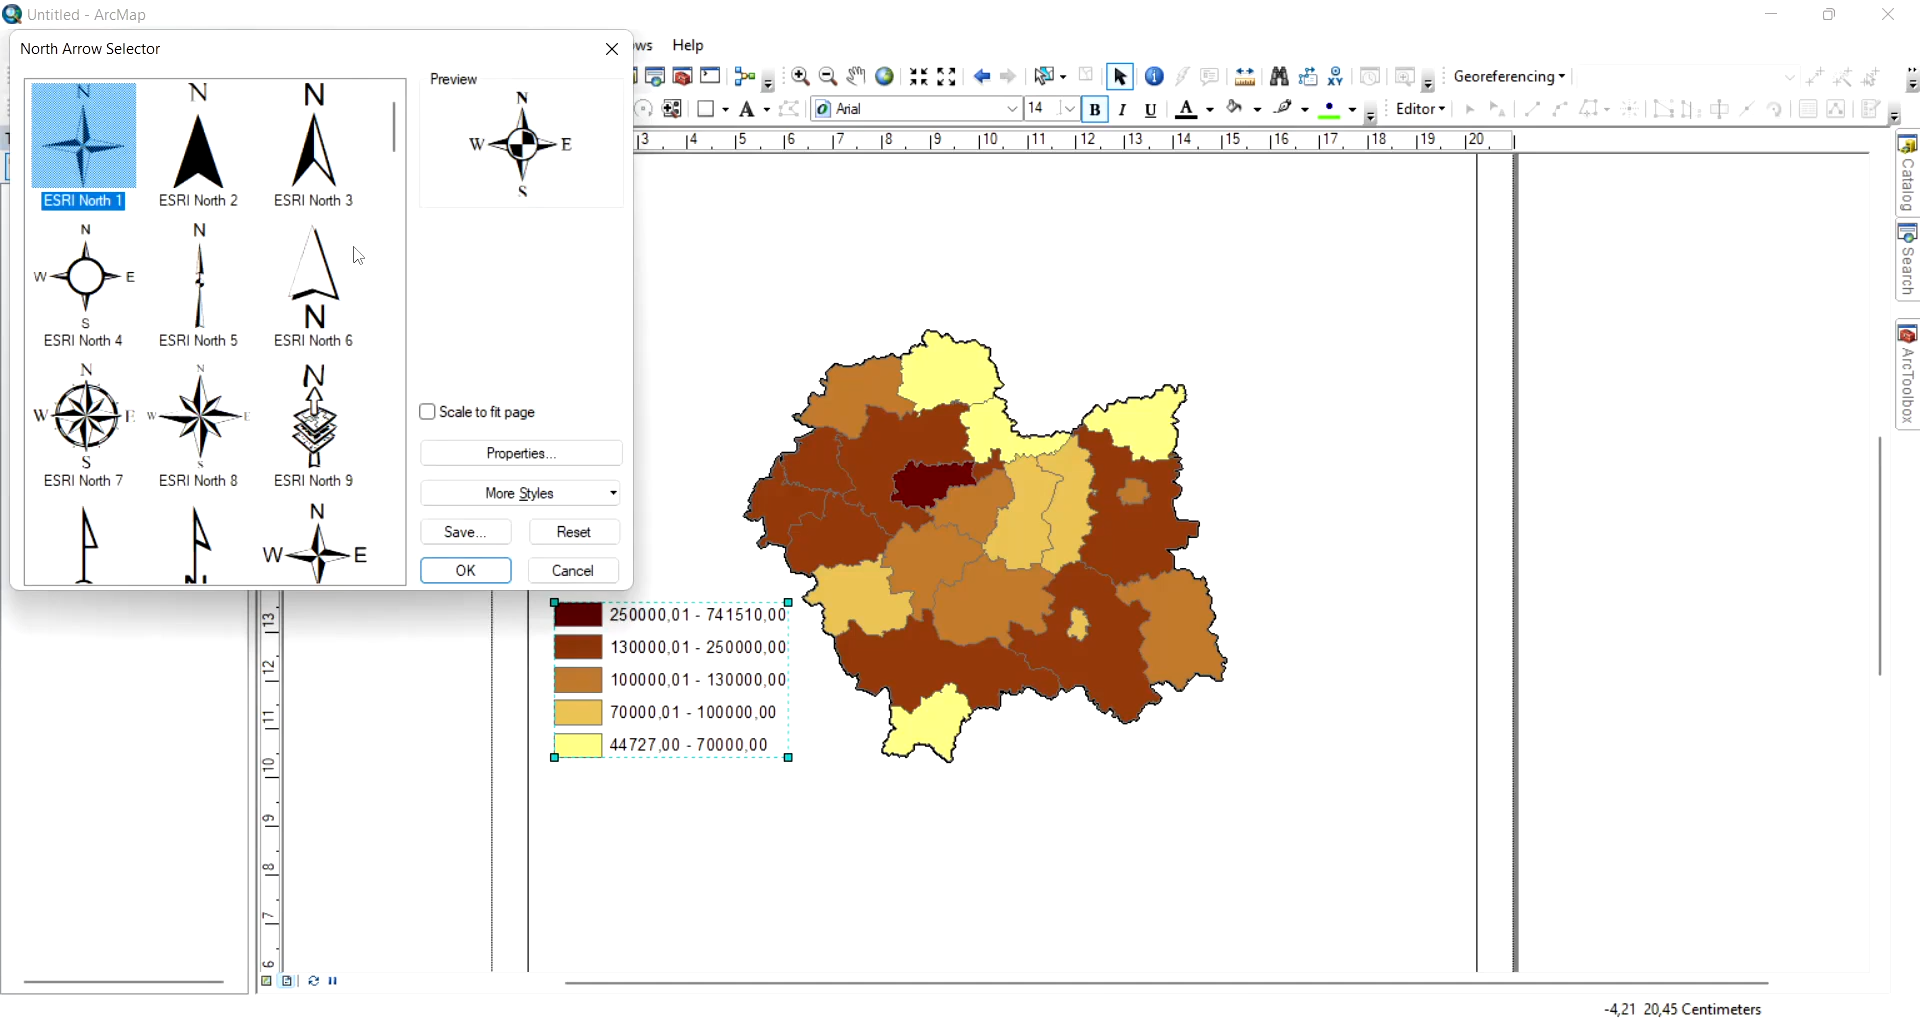 Untitled - ArcMap
North Arrow Selector
ws Help
N
ESRI North 1
N
ESRI North 2
N
ESRI North 3
N
W E
S
ESRI North 4
N
ESRI North 5
N
ESRI North 6
N
W E
S
ESRI North 7
N
W E
S
ESRI North 8
N
ESRI North 9
N
W E
Preview
N
W E
S
Scale to fit page
Properties...
More Styles
Save... Reset
OK Cancel
Georeferencing
A Arial 14 B I U A Editor
3 4 5 6 7 8 9 10 11 12 13 14 15 16 17 18 19 20
Catalog
Search
ArcToolbox
250000,01 - 741510,00
130000,01 - 250000,00
100000,01 - 130000,00
70000,01 - 100000,00
44727,00 - 70000,00
13
12
11
10
9
8
7
6
-4,21 20,45 Centimeters